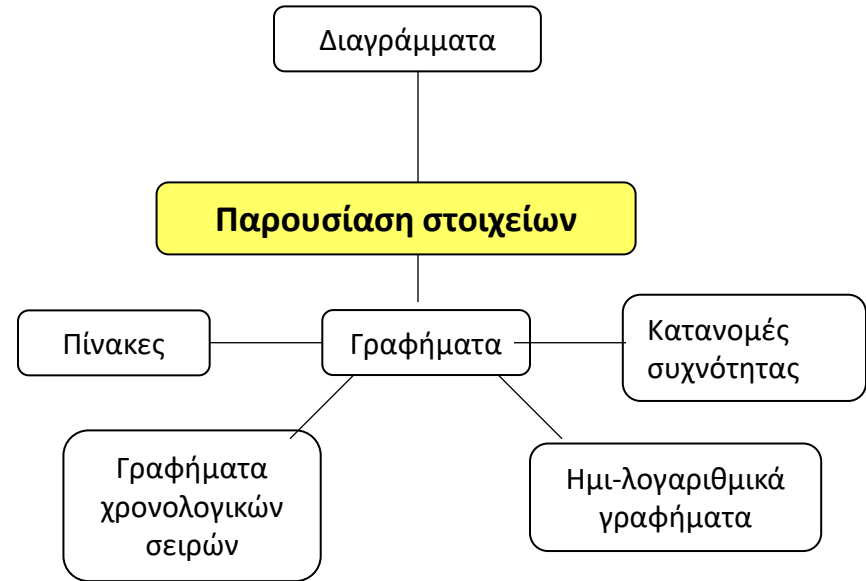 Διαγράμματα
Παρουσίαση στοιχείων
Πίνακες
Γραφήματα
Κατανομές
συχνότητας
Γραφήματα
χρονολογικών
σειρών
Ημι-λογαριθμικά
γραφήματα